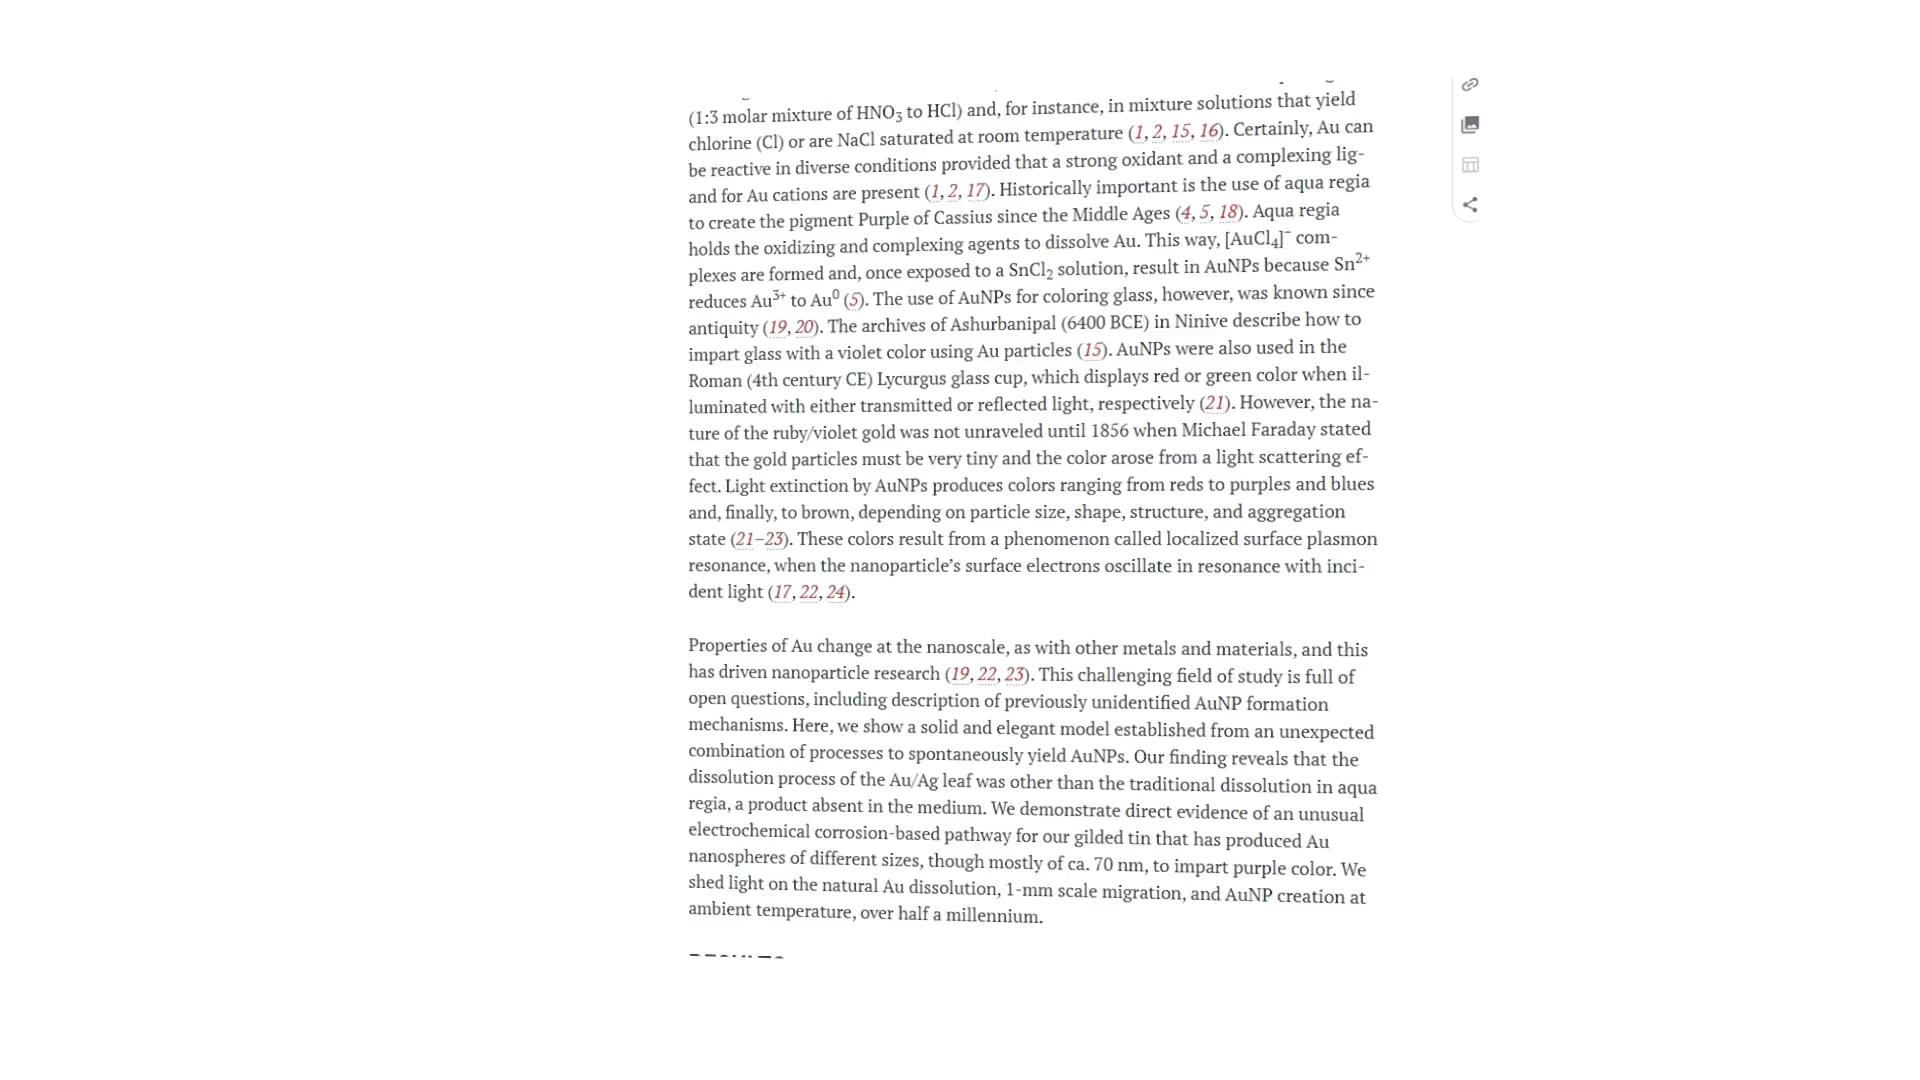 (1:3 molar mixture of HNO₃ to HCl) and, for instance, in mixture solutions that yield
chlorine (Cl) or are NaCl saturated at room temperature (1, 2, 15, 16). Certainly, Au can
be reactive in diverse conditions provided that a strong oxidant and a complexing lig-
and for Au cations are present (1, 2, 17). Historically important is the use of aqua regia
to create the pigment Purple of Cassius since the Middle Ages (4, 5, 18). Aqua regia
holds the oxidizing and complexing agents to dissolve Au. This way, [AuCl₄]⁻ com-
plexes are formed and, once exposed to a SnCl₂ solution, result in AuNPs because Sn²⁺
reduces Au³⁺ to Au⁰ (5). The use of AuNPs for coloring glass, however, was known since
antiquity (19, 20). The archives of Ashurbanipal (6400 BCE) in Ninive describe how to
impart glass with a violet color using Au particles (15). AuNPs were also used in the
Roman (4th century CE) Lycurgus glass cup, which displays red or green color when il-
luminated with either transmitted or reflected light, respectively (21). However, the na-
ture of the ruby/violet gold was not unraveled until 1856 when Michael Faraday stated
that the gold particles must be very tiny and the color arose from a light scattering ef-
fect. Light extinction by AuNPs produces colors ranging from reds to purples and blues
and, finally, to brown, depending on particle size, shape, structure, and aggregation
state (21–23). These colors result from a phenomenon called localized surface plasmon
resonance, when the nanoparticle’s surface electrons oscillate in resonance with inci-
dent light (17, 22, 24).
Properties of Au change at the nanoscale, as with other metals and materials, and this
has driven nanoparticle research (19, 22, 23). This challenging field of study is full of
open questions, including description of previously unidentified AuNP formation
mechanisms. Here, we show a solid and elegant model established from an unexpected
combination of processes to spontaneously yield AuNPs. Our finding reveals that the
dissolution process of the Au/Ag leaf was other than the traditional dissolution in aqua
regia, a product absent in the medium. We demonstrate direct evidence of an unusual
electrochemical corrosion-based pathway for our gilded tin that has produced Au
nanospheres of different sizes, though mostly of ca. 70 nm, to impart purple color. We
shed light on the natural Au dissolution, 1-mm scale migration, and AuNP creation at
ambient temperature, over half a millennium.